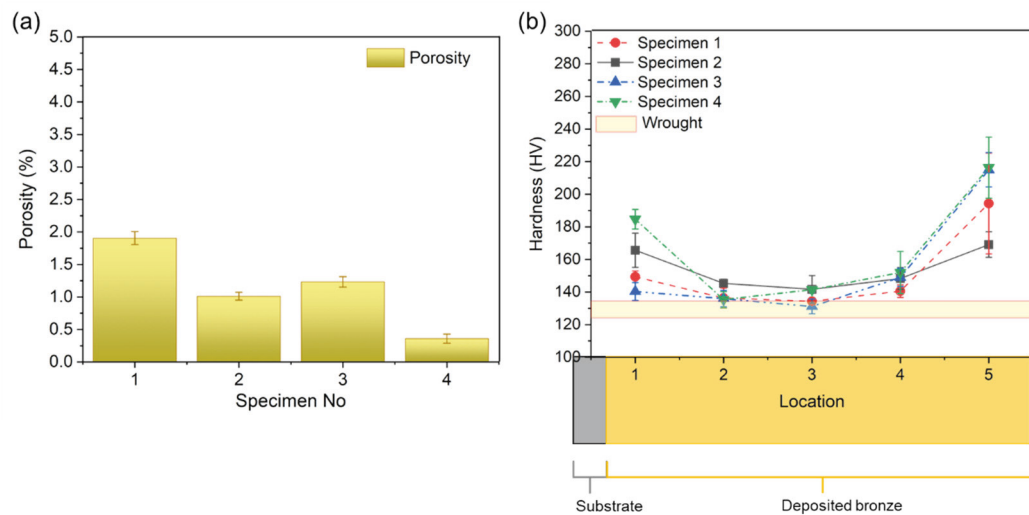 (a)
5.0
4.5
4.0
3.5
3.0
2.5
2.0
1.5
1.0
0.5
0.0
Porosity (%)
Porosity
1 2 3 4
Specimen No
(b)
300
280
260
240
220
200
180
160
140
120
100
Hardness (HV)
Specimen 1
Specimen 2
Specimen 3
Specimen 4
Wrought
1 2 3 4 5
Location
Substrate
Deposited bronze